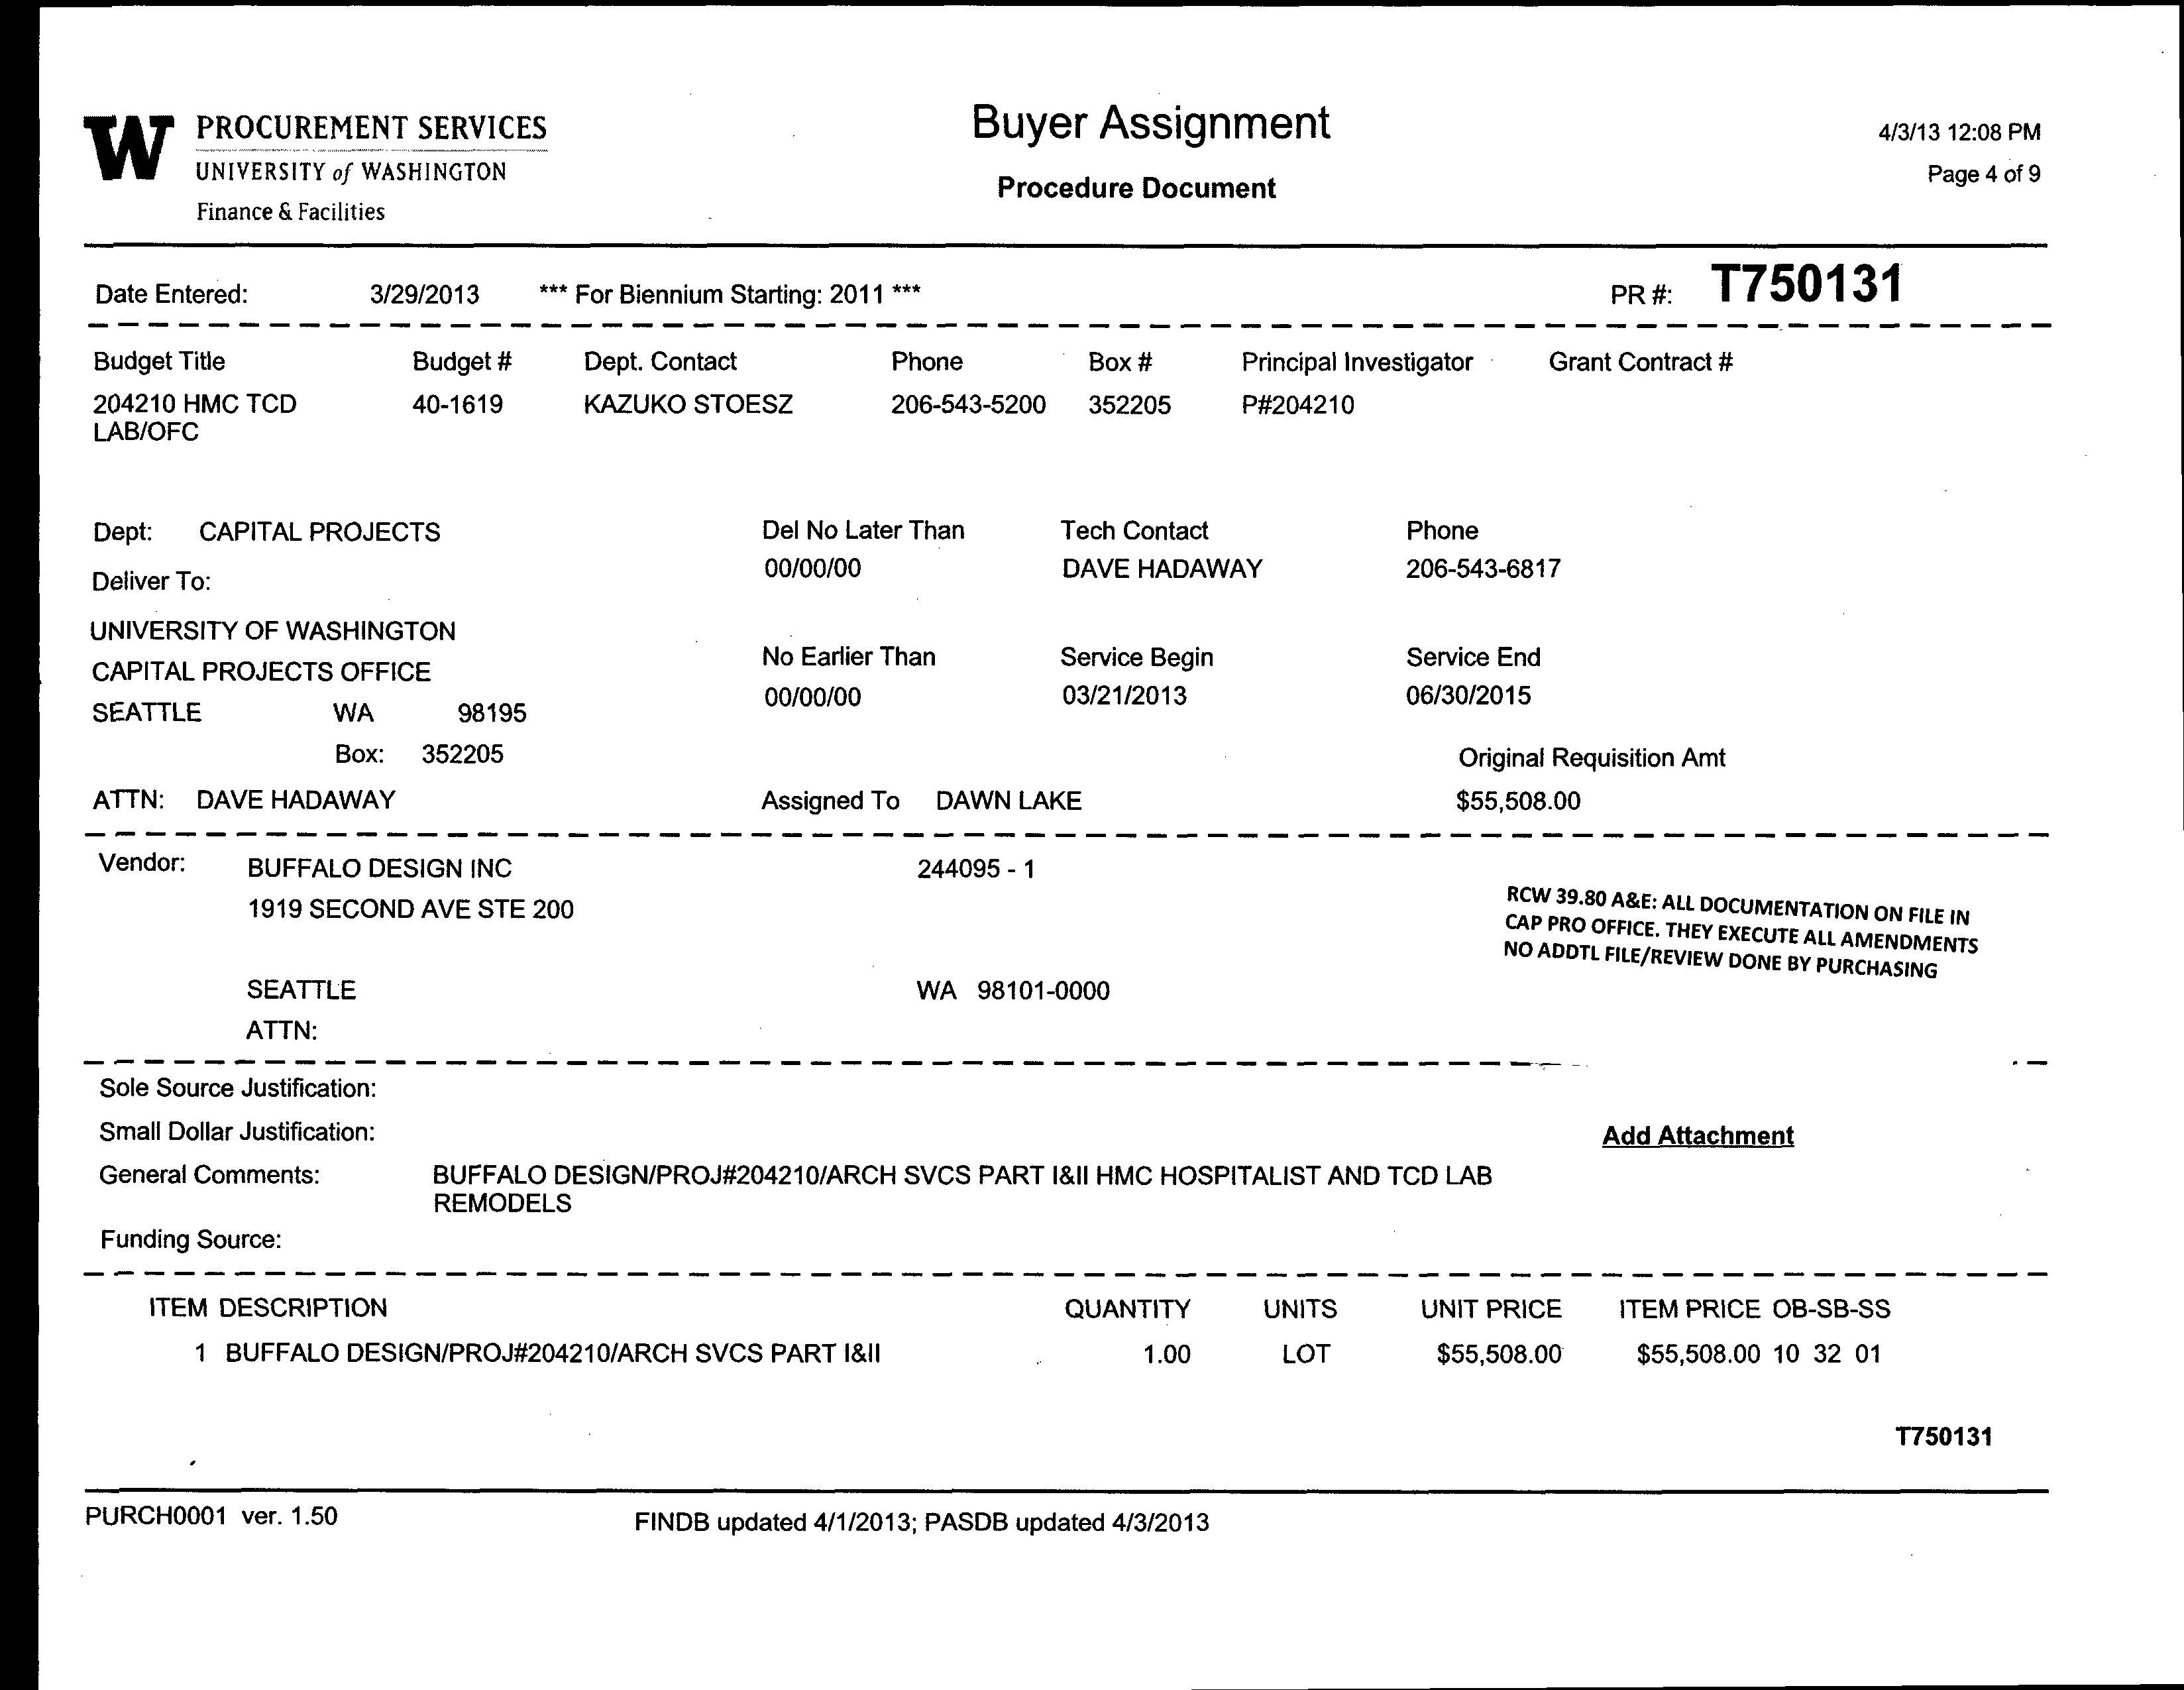 W PROCUREMENT SERVICES
UNIVERSITY of WASHINGTON
Finance & Facilities
Buyer Assignment
Procedure Document
4/3/13 12:08 PM
Page 4 of 9
Date Entered: 3/29/2013 *** For Biennium Starting: 2011 *** PR #: T750131
Budget Title Budget # Dept. Contact Phone Box # Principal Investigator Grant Contract #
204210 HMC TCD 40-1619 KAZUKO STOESZ 206-543-5200 352205 P#204210
LAB/OFC
Dept: CAPITAL PROJECTS Del No Later Than Tech Contact Phone
00/00/00 DAVE HADAWAY 206-543-6817
Deliver To:
UNIVERSITY OF WASHINGTON
No Earlier Than Service Begin Service End
CAPITAL PROJECTS OFFICE
00/00/00 03/21/2013 06/30/2015
SEATTLE WA 98195
Box: 352205 Original Requisition Amt
ATTN: DAVE HADAWAY Assigned To DAWN LAKE $55,508.00
Vendor: BUFFALO DESIGN INC 244095 - 1
1919 SECOND AVE STE 200
RCW 39.80 A&E: ALL DOCUMENTATION ON FILE IN
CAP PRO OFFICE. THEY EXECUTE ALL AMENDMENTS
NO ADDTL FILE/REVIEW DONE BY PURCHASING
SEATTLE WA 98101-0000
ATTN:
Sole Source Justification:
Small Dollar Justification: Add Attachment
General Comments: BUFFALO DESIGN/PROJ#204210/ARCH SVCS PART I&II HMC HOSPITALIST AND TCD LAB
REMODELS
Funding Source:
ITEM DESCRIPTION QUANTITY UNITS UNIT PRICE ITEM PRICE OB-SB-SS
1 BUFFALO DESIGN/PROJ#204210/ARCH SVCS PART I&II 1.00 LOT $55,508.00 $55,508.00 10 32 01
T750131
PURCH0001 ver. 1.50 FINDB updated 4/1/2013; PASDB updated 4/3/2013